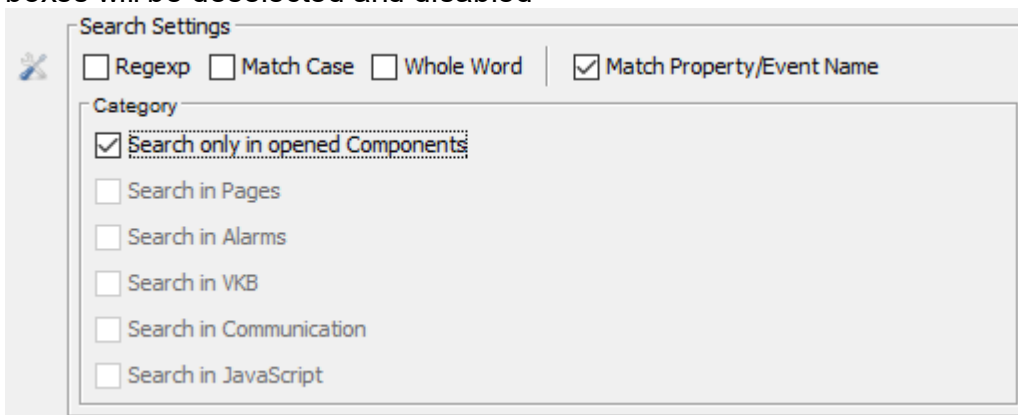 boxse will be deselected and disabled
Search Settings
Regexp Match Case Whole Word Match Property/Event Name
Category
Search only in opened Components
Search in Pages
Search in Alarms
Search in VKB
Search in Communication
Search in JavaScript